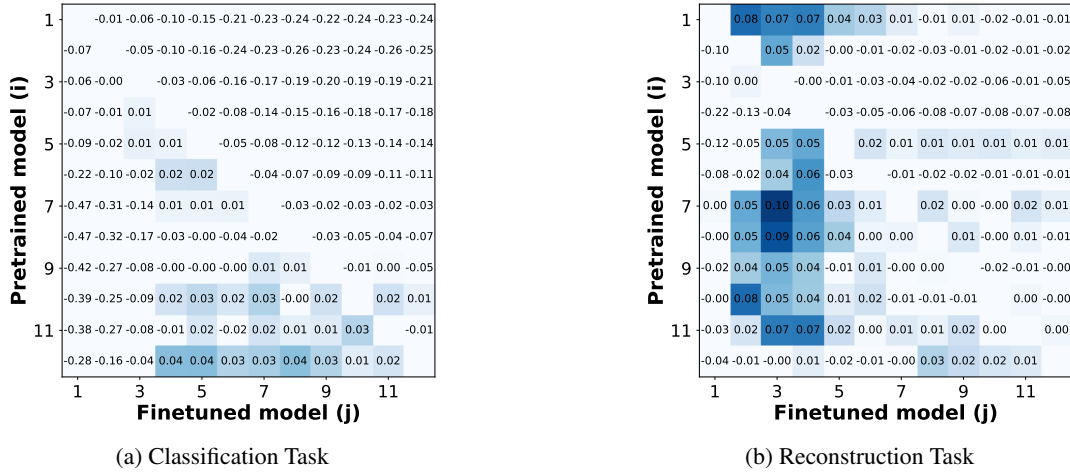 Pretrained model (i)
1 -0.01 -0.06 -0.10 -0.15 -0.21 -0.23 -0.24 -0.22 -0.24 -0.23 -0.24
-0.07 -0.05 -0.10 -0.16 -0.24 -0.23 -0.26 -0.24 -0.24 -0.26 -0.25
3 -0.06 -0.00 -0.03 -0.06 -0.16 -0.17 -0.19 -0.20 -0.19 -0.19 -0.21
-0.07 -0.01 0.01 -0.02 -0.08 -0.14 -0.15 -0.22 -0.18 -0.17 -0.18
5 -0.09 -0.02 0.01 0.01 -0.05 -0.08 -0.12 -0.12 -0.13 -0.14 -0.14
-0.22 -0.10 -0.02 0.02 0.02 -0.04 -0.07 -0.09 -0.09 -0.11 -0.11
7 -0.47 -0.31 -0.14 0.01 0.01 0.01 -0.03 -0.02 -0.03 -0.02 -0.03
-0.47 -0.32 -0.17 -0.03 -0.00 -0.04 -0.02 -0.03 -0.05 -0.04 -0.07
9 -0.42 -0.27 -0.08 -0.00 -0.00 -0.00 0.01 0.01 -0.01 0.00 -0.05
-0.39 -0.25 -0.09 0.02 0.03 0.02 0.03 -0.00 0.02 0.02 0.01
11 -0.38 -0.27 -0.08 -0.01 0.02 -0.02 0.02 0.01 0.01 0.03 -0.01
-0.28 -0.16 -0.04 0.04 0.04 0.03 0.03 0.04 0.03 0.01 0.02
1 3 5 7 9 11
Finetuned model (j)
(a) Classification Task
Pretrained model (i)
1 0.08 0.07 0.07 0.04 0.03 0.01 -0.01 0.01 -0.02 -0.01 -0.01
-0.10 0.05 0.02 -0.00 -0.01 -0.02 -0.03 -0.01 -0.02 -0.01 -0.02
3 -0.10 0.00 -0.00 -0.01 -0.03 -0.04 -0.02 -0.02 -0.06 -0.01 -0.05
-0.22 -0.13 -0.04 -0.03 -0.05 -0.06 -0.08 -0.07 -0.07 -0.06 -0.08
5 -0.12 -0.05 0.05 0.05 0.02 0.01 0.01 0.01 0.01 0.01 0.01
-0.08 -0.02 0.04 0.06 -0.03 -0.01 -0.02 -0.02 -0.01 -0.01 -0.01
7 0.00 0.05 0.10 0.06 0.03 0.01 0.02 0.00 -0.01 0.02 0.01
-0.00 0.05 0.09 0.06 0.04 0.00 0.00 0.01 -0.00 -0.01 0.00
9 -0.02 0.04 0.05 0.04 -0.01 0.01 -0.00 0.00 -0.02 -0.01 -0.00
-0.00 0.08 0.05 0.04 0.01 0.02 -0.01 -0.01 -0.01 0.00 -0.00
11 -0.03 0.02 0.07 0.07 0.02 0.00 0.01 0.01 0.02 0.00 0.00
-0.04 -0.01 -0.00 0.01 -0.02 -0.01 -0.00 0.03 0.02 0.02 0.01
1 3 5 7 9 11
Finetuned model (j)
(b) Reconstruction Task